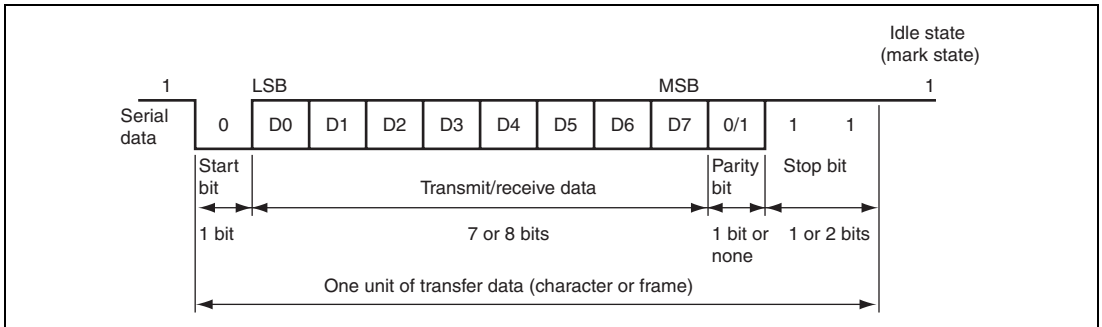 Idle state
(mark state)
1 LSB MSB 1
Serial
data
0 D0 D1 D2 D3 D4 D5 D6 D7 0/1 1 1
Start
bit
Transmit/receive data
Parity
bit
Stop bit
1 bit
7 or 8 bits
1 bit or
none
1 or 2 bits
One unit of transfer data (character or frame)